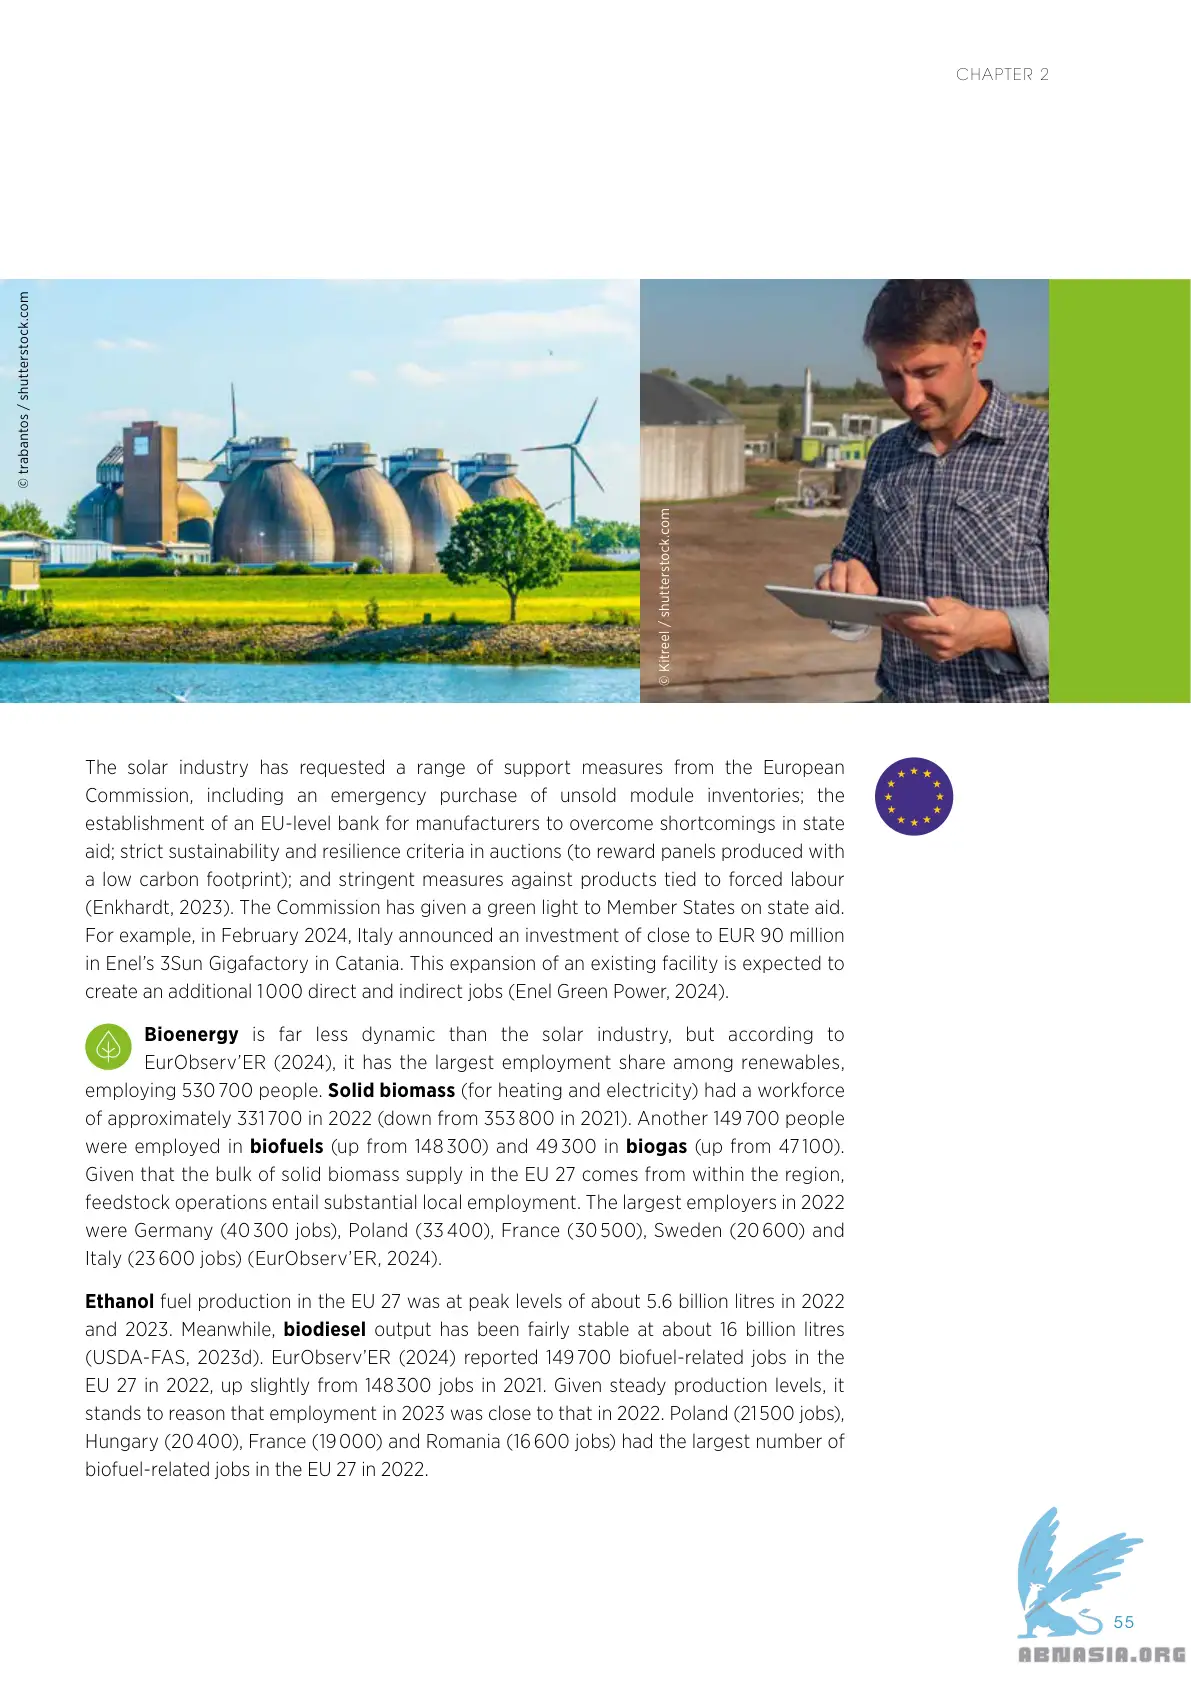 CHAPTER 2
© trabantos / shutterstock.com
© Kitreel / shutterstock.com
The solar industry has requested a range of support measures from the European
Commission, including an emergency purchase of unsold module inventories; the
establishment of an EU-level bank for manufacturers to overcome shortcomings in state
aid; strict sustainability and resilience criteria in auctions (to reward panels produced with
a low carbon footprint); and stringent measures against products tied to forced labour
(Enkhardt, 2023). The Commission has given a green light to Member States on state aid.
For example, in February 2024, Italy announced an investment of close to EUR 90 million
in Enel’s 3Sun Gigafactory in Catania. This expansion of an existing facility is expected to
create an additional 1 000 direct and indirect jobs (Enel Green Power, 2024).
Bioenergy is far less dynamic than the solar industry, but according to
EurObserv’ER (2024), it has the largest employment share among renewables,
employing 530 700 people. Solid biomass (for heating and electricity) had a workforce
of approximately 331 700 in 2022 (down from 353 800 in 2021). Another 149 700 people
were employed in biofuels (up from 148 300) and 49 300 in biogas (up from 47 100).
Given that the bulk of solid biomass supply in the EU 27 comes from within the region,
feedstock operations entail substantial local employment. The largest employers in 2022
were Germany (40 300 jobs), Poland (33 400), France (30 500), Sweden (20 600) and
Italy (23 600 jobs) (EurObserv’ER, 2024).
Ethanol fuel production in the EU 27 was at peak levels of about 5.6 billion litres in 2022
and 2023. Meanwhile, biodiesel output has been fairly stable at about 16 billion litres
(USDA-FAS, 2023d). EurObserv’ER (2024) reported 149 700 biofuel-related jobs in the
EU 27 in 2022, up slightly from 148 300 jobs in 2021. Given steady production levels, it
stands to reason that employment in 2023 was close to that in 2022. Poland (21 500 jobs),
Hungary (20 400), France (19 000) and Romania (16 600 jobs) had the largest number of
biofuel-related jobs in the EU 27 in 2022.
55
ABNASIA.ORG